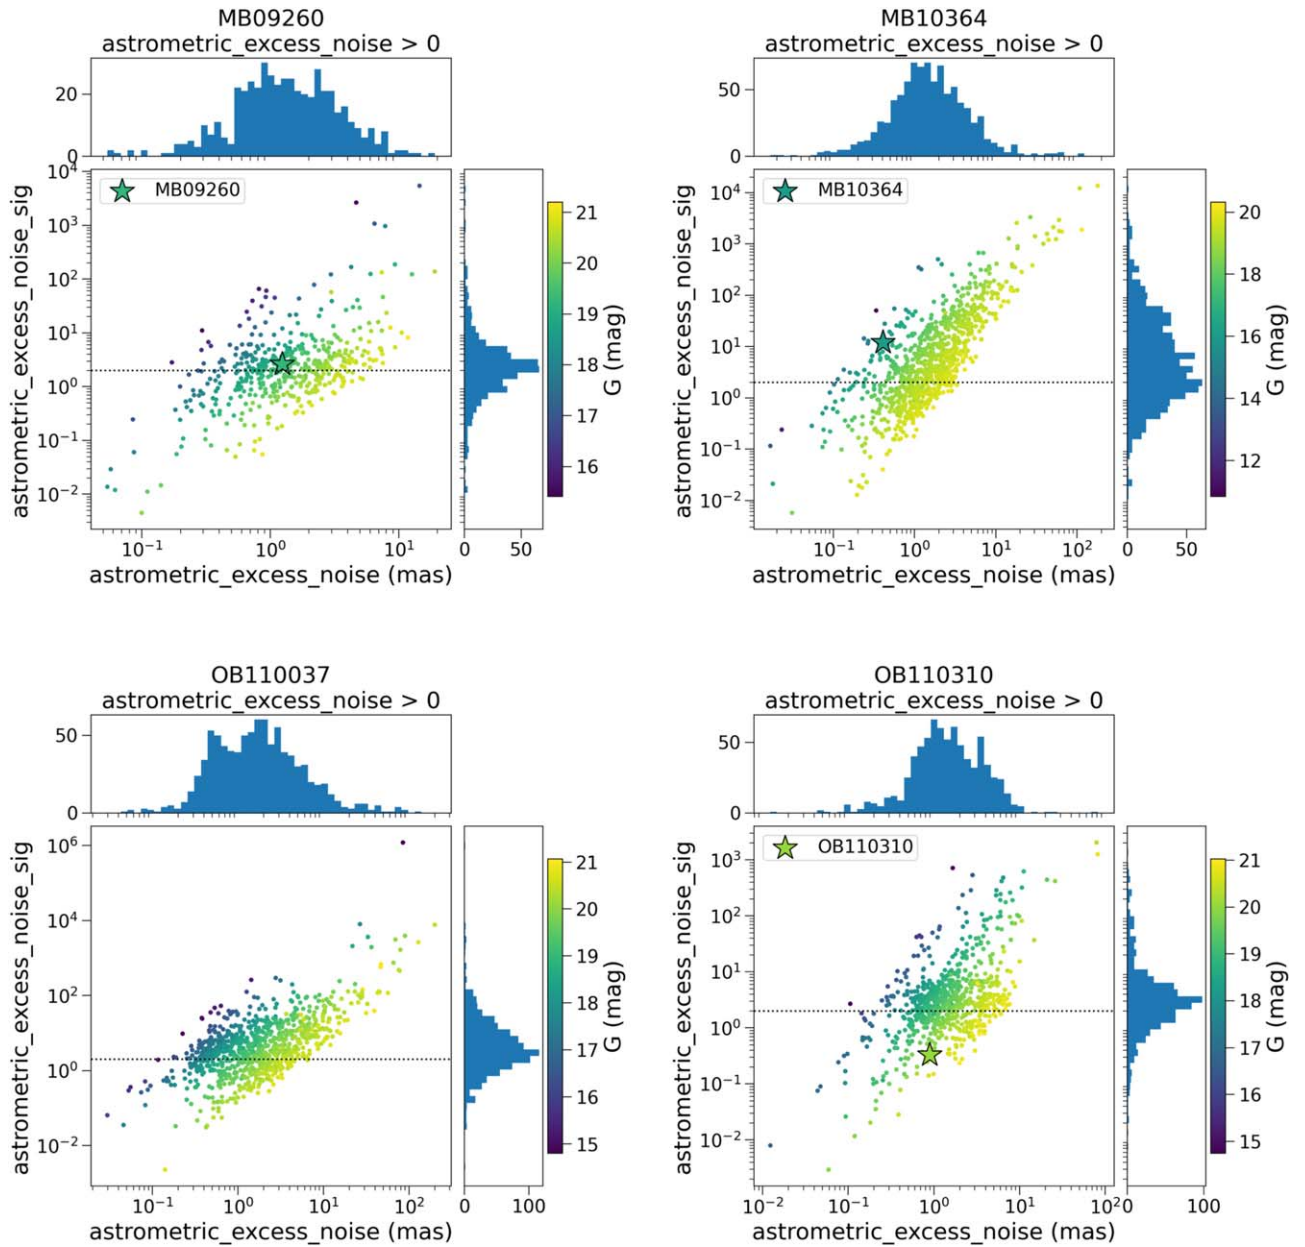 MB09260
astrometric_excess_noise > 0
20
0
10⁴
10³
10²
10¹
10⁰
10⁻¹
10⁻²
astrometric_excess_noise_sig
MB09260
10⁻¹ 10⁰ 10¹
astrometric_excess_noise (mas)
0 50
21
20
19
18
17
16
G (mag)
MB10364
astrometric_excess_noise > 0
50
0
10⁴
10³
10²
10¹
10⁰
10⁻¹
10⁻²
astrometric_excess_noise_sig
MB10364
10⁻¹ 10⁰ 10¹ 10²
astrometric_excess_noise (mas)
0 50
20
18
16
14
12
G (mag)
OB110037
astrometric_excess_noise > 0
50
0
10⁶
10⁴
10²
10⁰
10⁻²
astrometric_excess_noise_sig
10⁻¹ 10⁰ 10¹ 10²
astrometric_excess_noise (mas)
0 100
21
20
19
18
17
16
15
G (mag)
OB110310
astrometric_excess_noise > 0
50
0
10³
10²
10¹
10⁰
10⁻¹
10⁻²
astrometric_excess_noise_sig
OB110310
10⁻² 10⁻¹ 10⁰ 10¹ 10²
astrometric_excess_noise (mas)
0 100
21
20
19
18
17
16
15
G (mag)